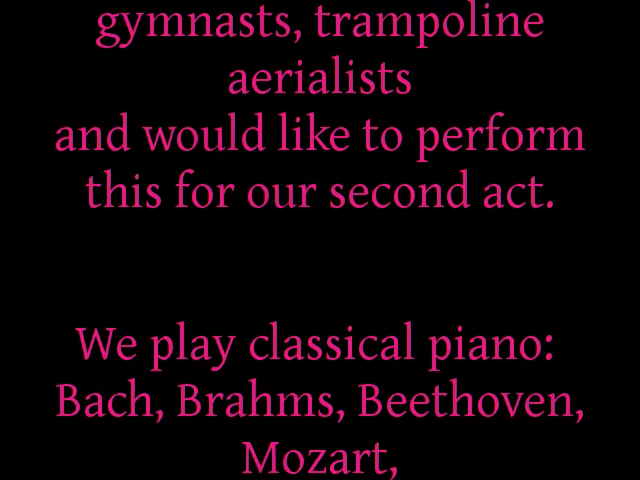 gymnasts, trampoline
aerialists
and would like to perform
this for our second act.
We play classical piano:
Bach, Brahms, Beethoven,
Mozart,